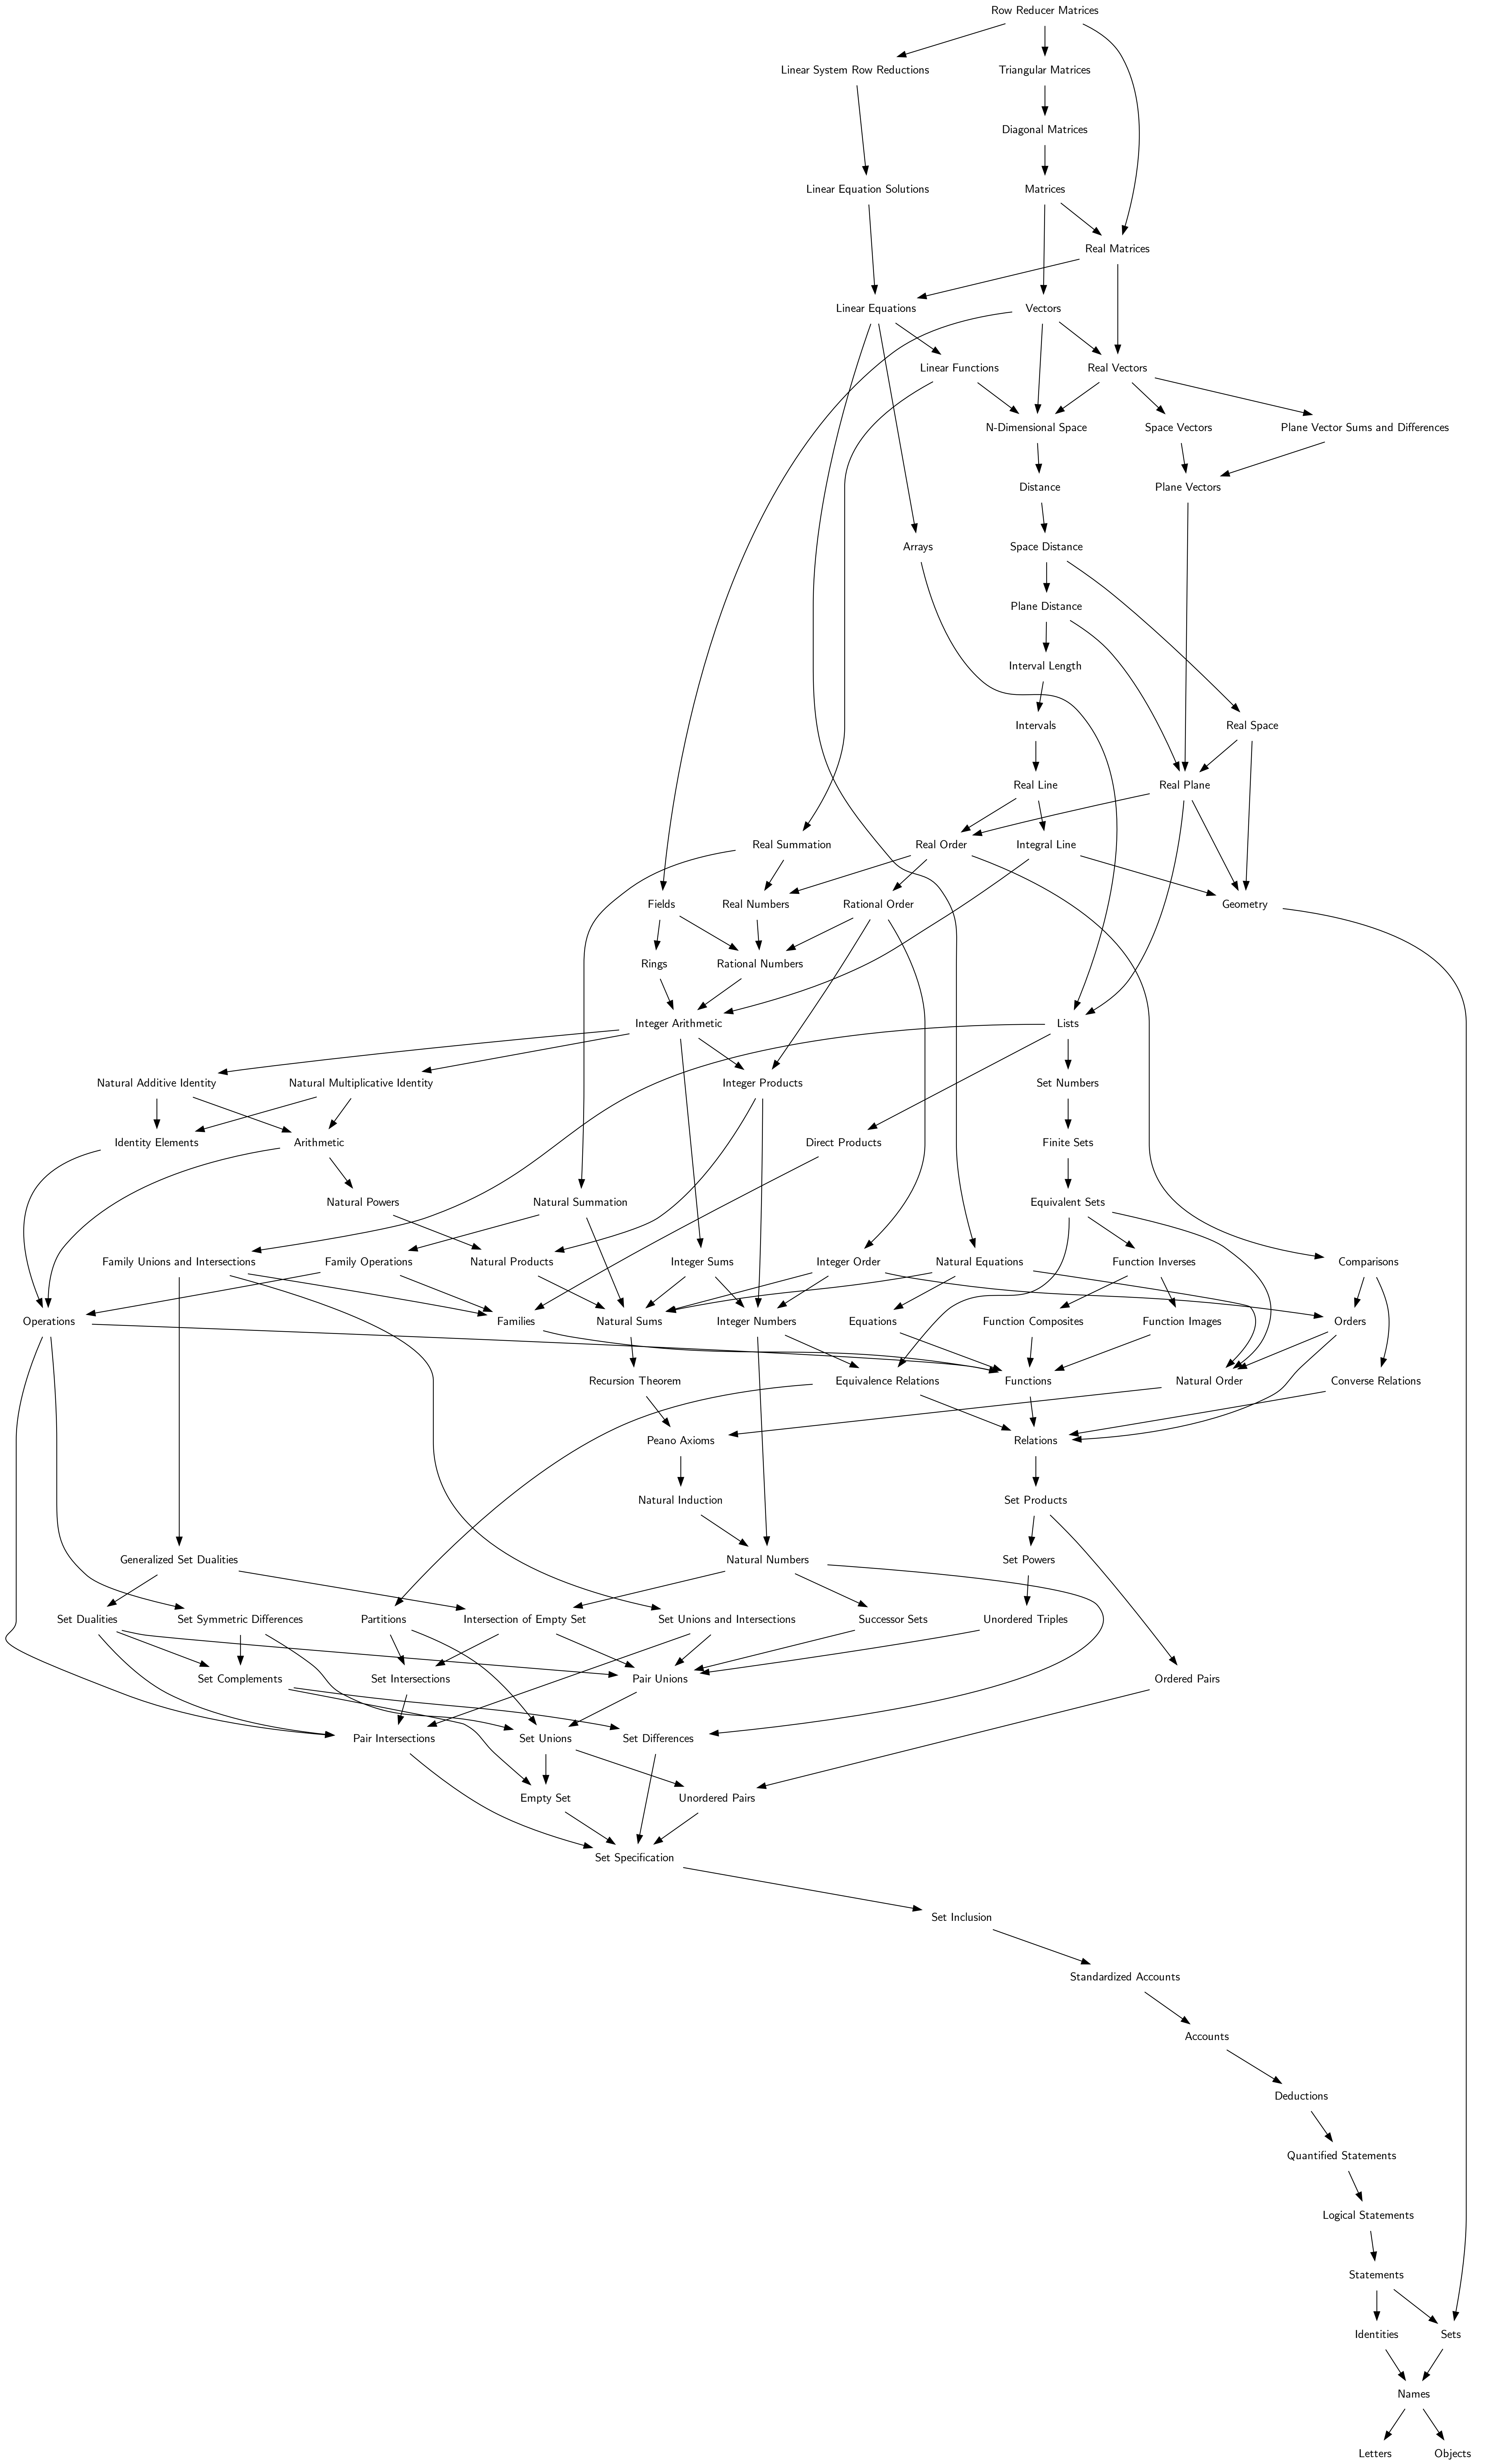 Row Reducer Matrices
Linear System Row Reductions
Triangular Matrices
Diagonal Matrices
Linear Equation Solutions
Matrices
Real Matrices
Linear Equations
Vectors
Linear Functions
Real Vectors
N-Dimensional Space
Space Vectors
Plane Vector Sums and Differences
Distance
Plane Vectors
Arrays
Space Distance
Plane Distance
Interval Length
Intervals
Real Space
Real Line
Real Plane
Real Summation
Real Order
Integral Line
Fields
Real Numbers
Rational Order
Geometry
Rings
Rational Numbers
Integer Arithmetic
Lists
Natural Additive Identity
Natural Multiplicative Identity
Integer Products
Set Numbers
Identity Elements
Arithmetic
Direct Products
Finite Sets
Natural Powers
Natural Summation
Equivalent Sets
Family Unions and Intersections
Family Operations
Natural Products
Integer Sums
Integer Order
Natural Equations
Function Inverses
Comparisons
Operations
Families
Natural Sums
Integer Numbers
Equations
Function Composites
Function Images
Orders
Recursion Theorem
Equivalence Relations
Functions
Natural Order
Converse Relations
Peano Axioms
Relations
Natural Induction
Set Products
Generalized Set Dualities
Natural Numbers
Set Powers
Set Dualities
Set Symmetric Differences
Partitions
Intersection of Empty Set
Set Unions and Intersections
Successor Sets
Unordered Triples
Set Complements
Set Intersections
Pair Unions
Ordered Pairs
Pair Intersections
Set Unions
Set Differences
Empty Set
Unordered Pairs
Set Specification
Set Inclusion
Standardized Accounts
Accounts
Deductions
Quantified Statements
Logical Statements
Statements
Identities
Sets
Names
Letters
Objects